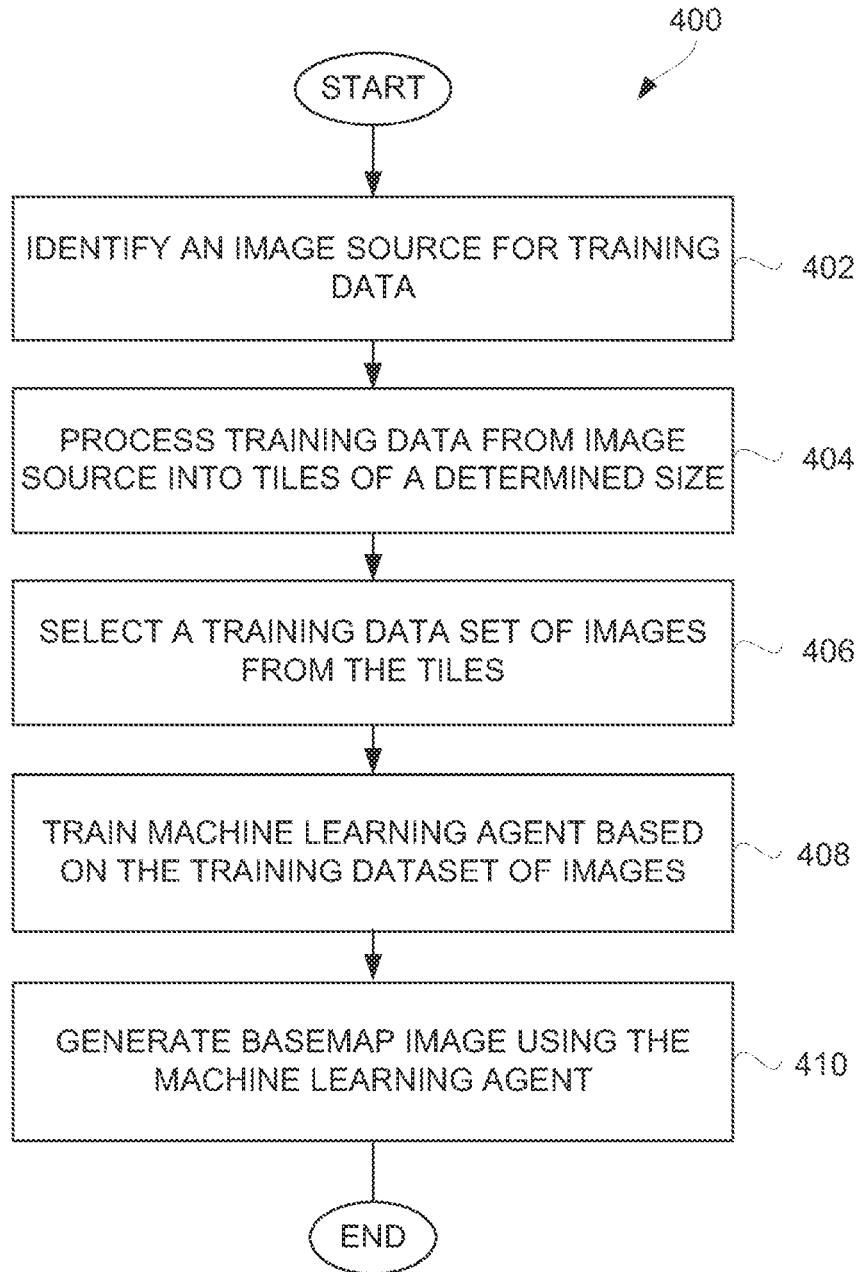 400
START
IDENTIFY AN IMAGE SOURCE FOR TRAINING
DATA
402
PROCESS TRAINING DATA FROM IMAGE
SOURCE INTO TILES OF A DETERMINED SIZE
404
SELECT A TRAINING DATA SET OF IMAGES
FROM THE TILES
406
TRAIN MACHINE LEARNING AGENT BASED
ON THE TRAINING DATASET OF IMAGES
408
GENERATE BASEMAP IMAGE USING THE
MACHINE LEARNING AGENT
410
END